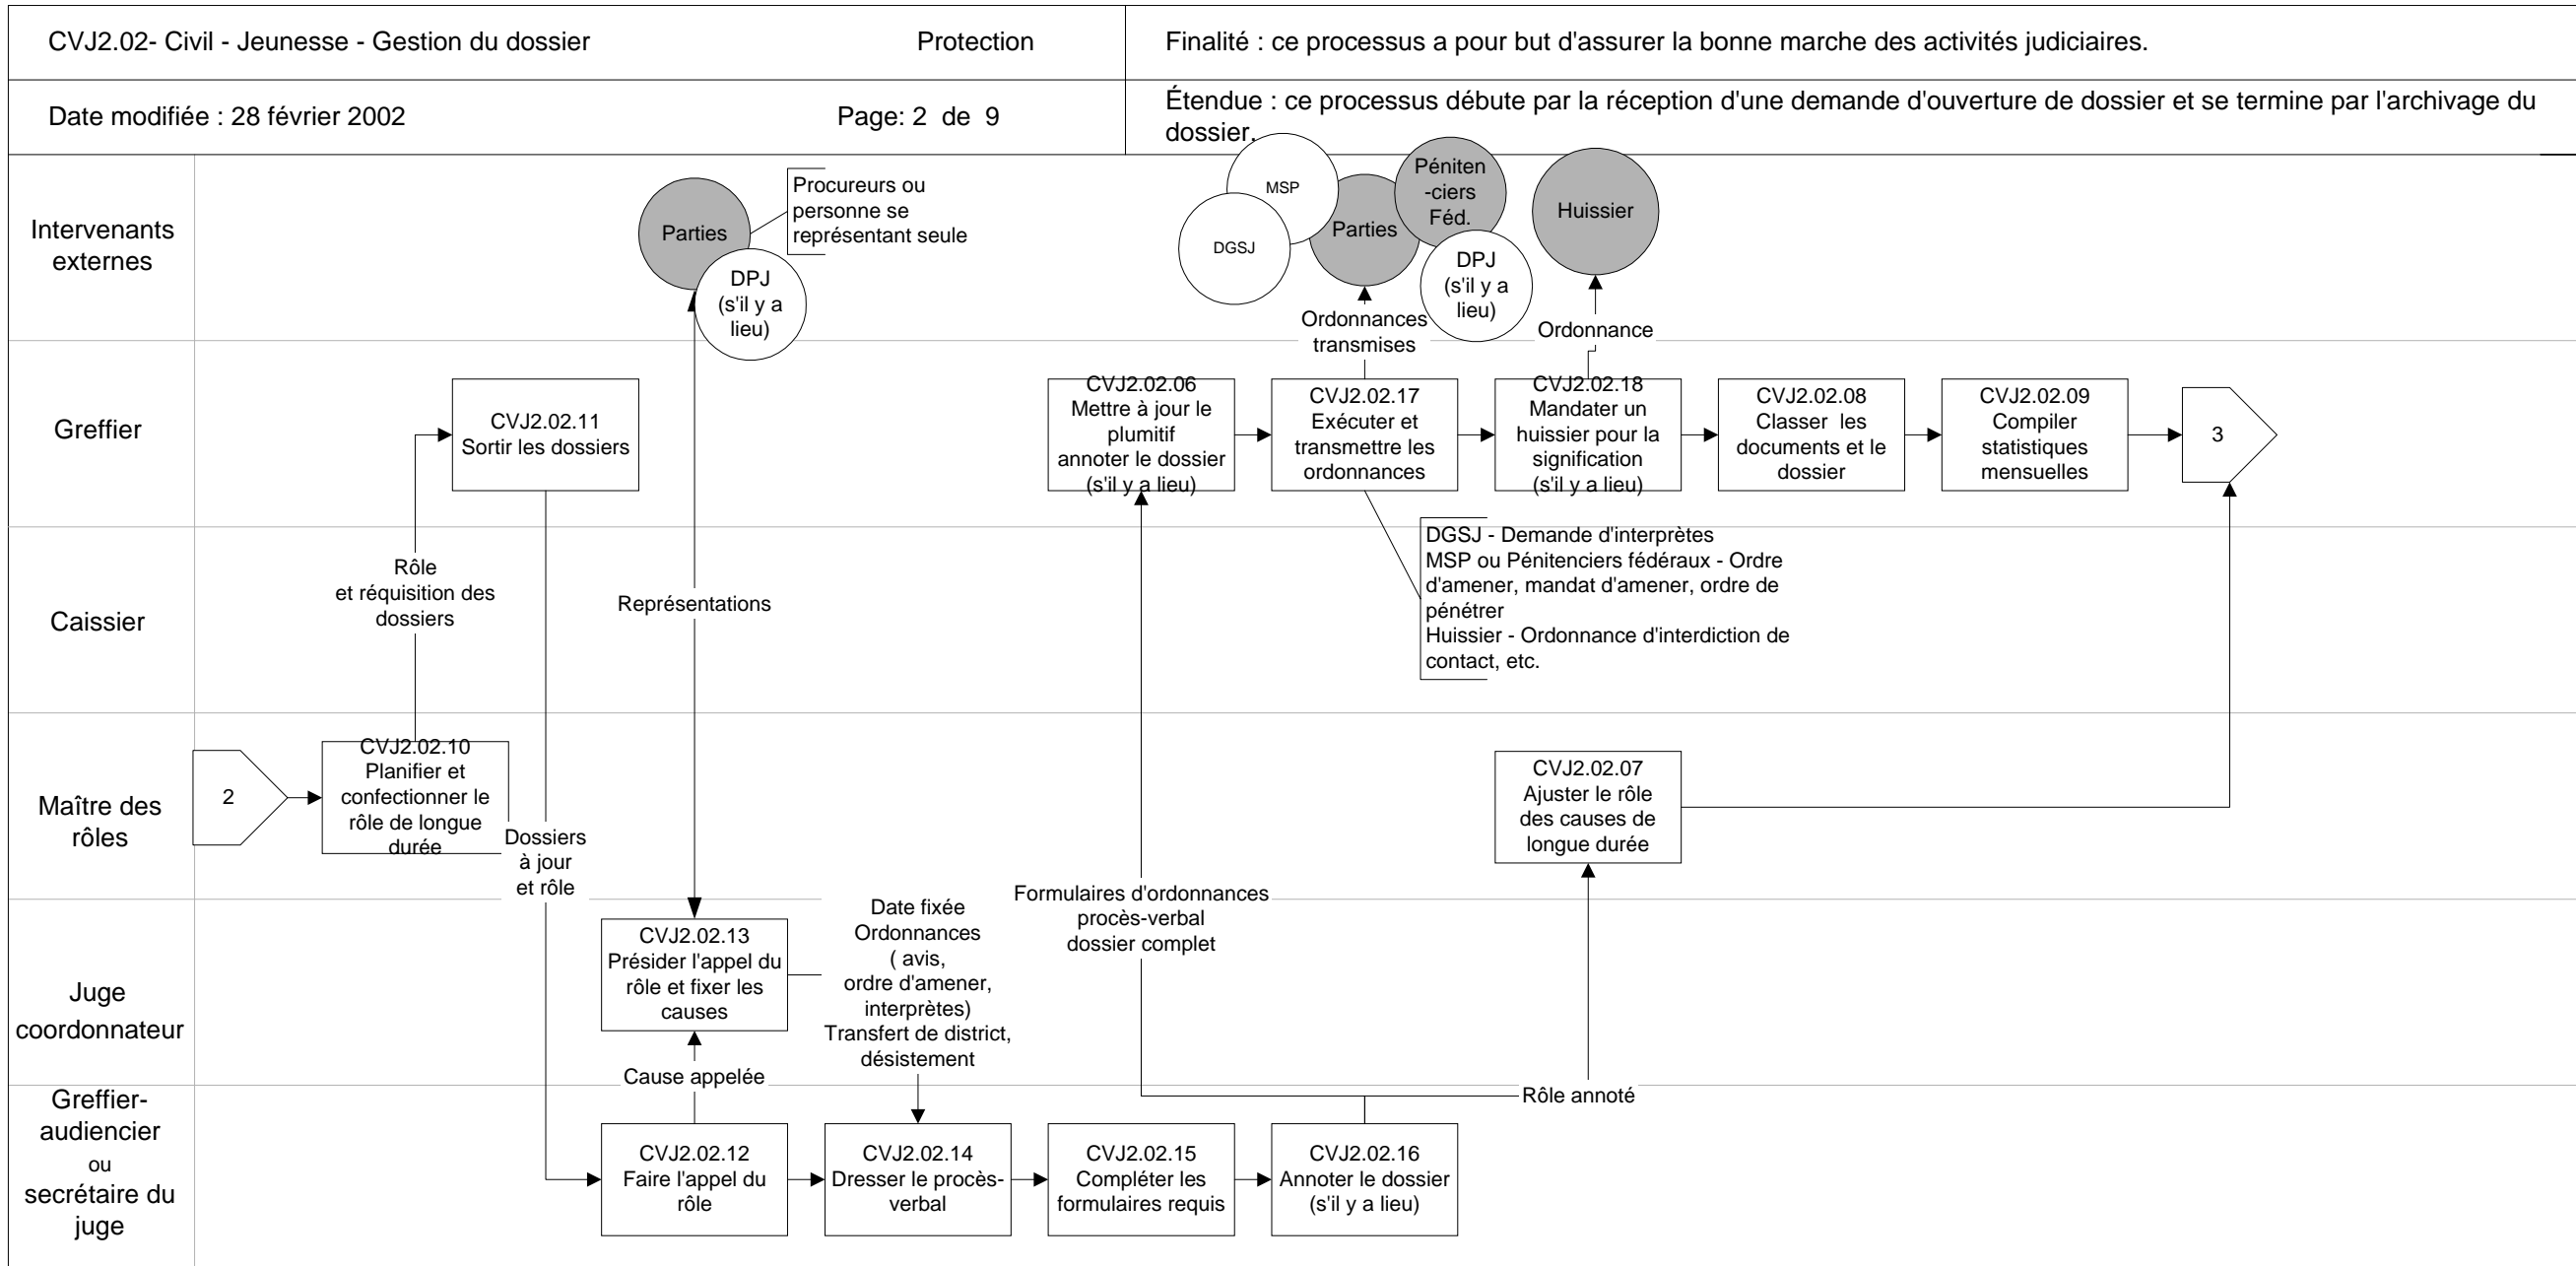 CVJ2.02- Civil - Jeunesse - Gestion du dossier
Protection
Finalité : ce processus a pour but d'assurer la bonne marche des activités judiciaires.
Date modifiée : 28 février 2002
Page: 2 de 9
Étendue : ce processus débute par la réception d'une demande d'ouverture de dossier et se termine par l'archivage du
dossier.
Intervenants
externes
Parties
DPJ
(s'il y a
lieu)
Procureurs ou
personne se
représentant seule
MSP
DGSJ
Parties
Péniten
-ciers
Féd.
DPJ
(s'il y a
lieu)
Huissier
Ordonnances
transmises
Ordonnance
Greffier
CVJ2.02.11
Sortir les dossiers
CVJ2.02.06
Mettre à jour le
plumitif
annoter le dossier
(s'il y a lieu)
CVJ2.02.17
Exécuter et
transmettre les
ordonnances
CVJ2.02.18
Mandater un
huissier pour la
signification
(s'il y a lieu)
CVJ2.02.08
Classer les
documents et le
dossier
CVJ2.02.09
Compiler
statistiques
mensuelles
3
Caissier
Rôle
et réquisition des
dossiers
Représentations
DGSJ - Demande d'interprètes
MSP ou Pénitenciers fédéraux - Ordre
d'amener, mandat d'amener, ordre de
pénétrer
Huissier - Ordonnance d'interdiction de
contact, etc.
Maître des
rôles
2
CVJ2.02.10
Planifier et
confectionner le
rôle de longue
durée
Dossiers
à jour
et rôle
CVJ2.02.07
Ajuster le rôle
des causes de
longue durée
Formulaires d'ordonnances
procès-verbal
dossier complet
Juge
coordonnateur
CVJ2.02.13
Présider l'appel du
rôle et fixer les
causes
Date fixée
Ordonnances
( avis,
ordre d'amener,
interprètes)
Transfert de district,
désistement
Cause appelée
Rôle annoté
Greffier-
audiencier
ou
secrétaire du
juge
CVJ2.02.12
Faire l'appel du
rôle
CVJ2.02.14
Dresser le procès-
verbal
CVJ2.02.15
Compléter les
formulaires requis
CVJ2.02.16
Annoter le dossier
(s'il y a lieu)